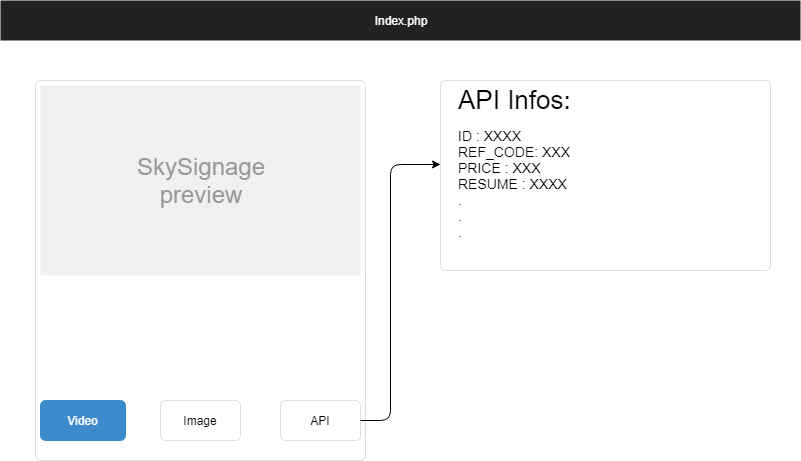 Index.php
SkySignage
preview
Video
Image
API
API Infos:
ID : XXXX
REF_CODE: XXX
PRICE : XXX
RESUME : XXXX
.
.
.